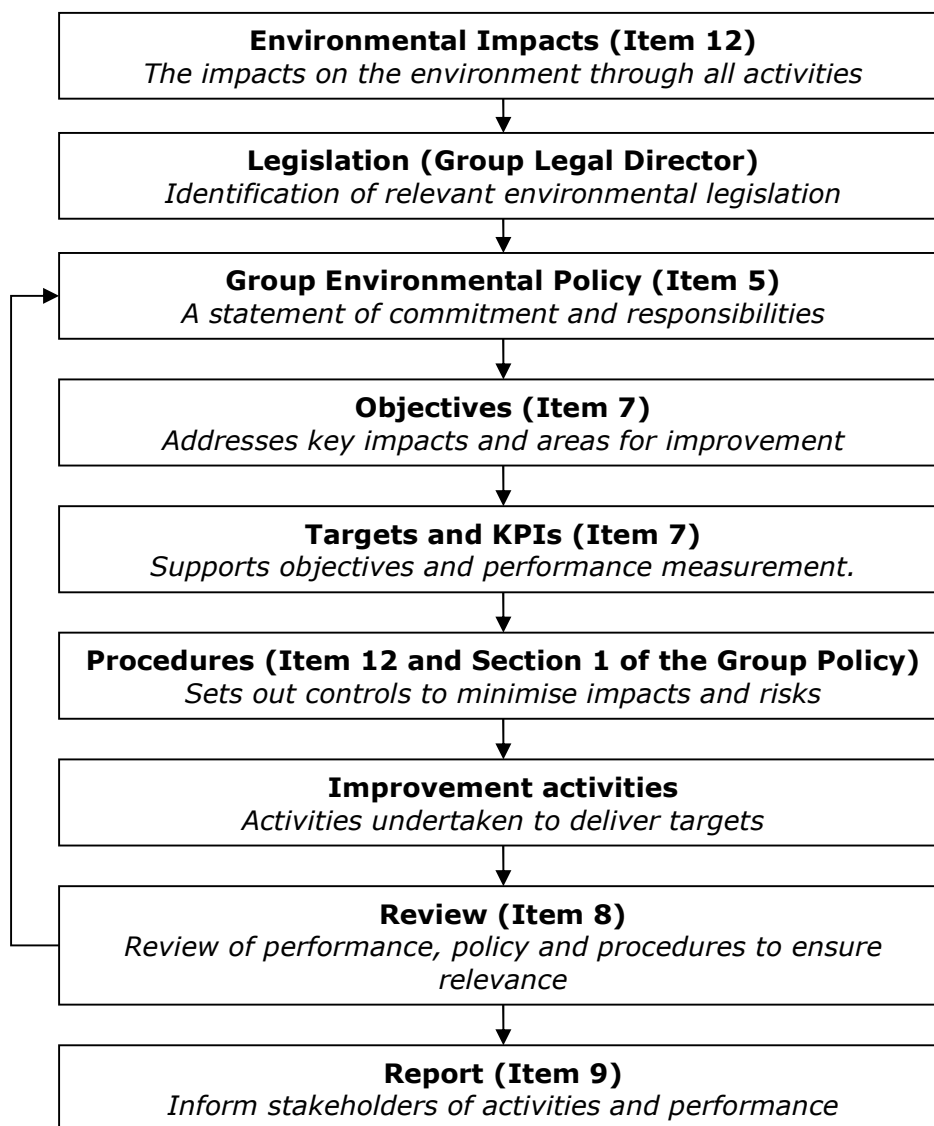 Environmental Impacts (Item 12)
The impacts on the environment through all activities
Legislation (Group Legal Director)
Identification of relevant environmental legislation
Group Environmental Policy (Item 5)
A statement of commitment and responsibilities
Objectives (Item 7)
Addresses key impacts and areas for improvement
Targets and KPIs (Item 7)
Supports objectives and performance measurement.
Procedures (Item 12 and Section 1 of the Group Policy)
Sets out controls to minimise impacts and risks
Improvement activities
Activities undertaken to deliver targets
Review (Item 8)
Review of performance, policy and procedures to ensure
relevance
Report (Item 9)
Inform stakeholders of activities and performance